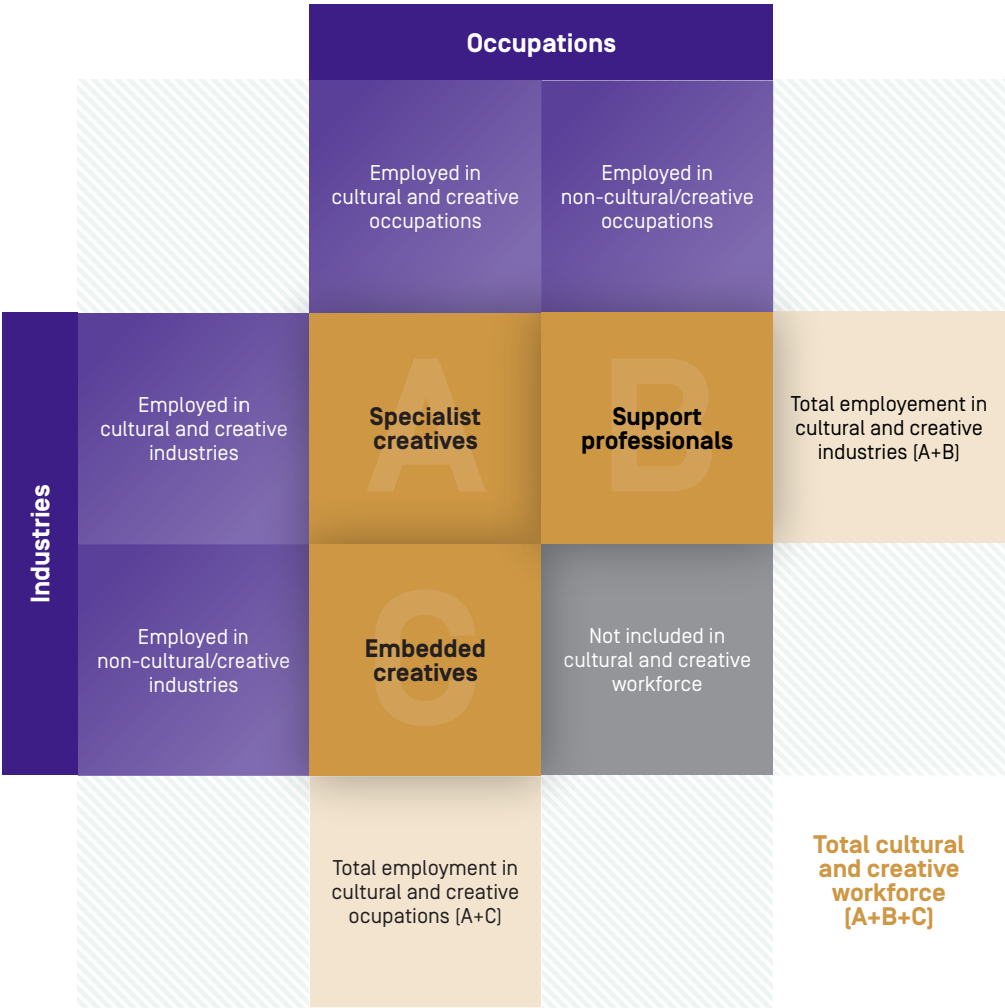 Occupations
Employed in
cultural and creative
occupations
Employed in
non-cultural/creative
occupations
Industries
Employed in
cultural and creative
industries
A
Specialist
creatives
B
Support
professionals
Total employement in
cultural and creative
industries (A+B)
Employed in
non-cultural/creative
industries
C
Embedded
creatives
Not included in
cultural and creative
workforce
Total employment in
cultural and creative
ocupations (A+C)
Total cultural
and creative
workforce
(A+B+C)